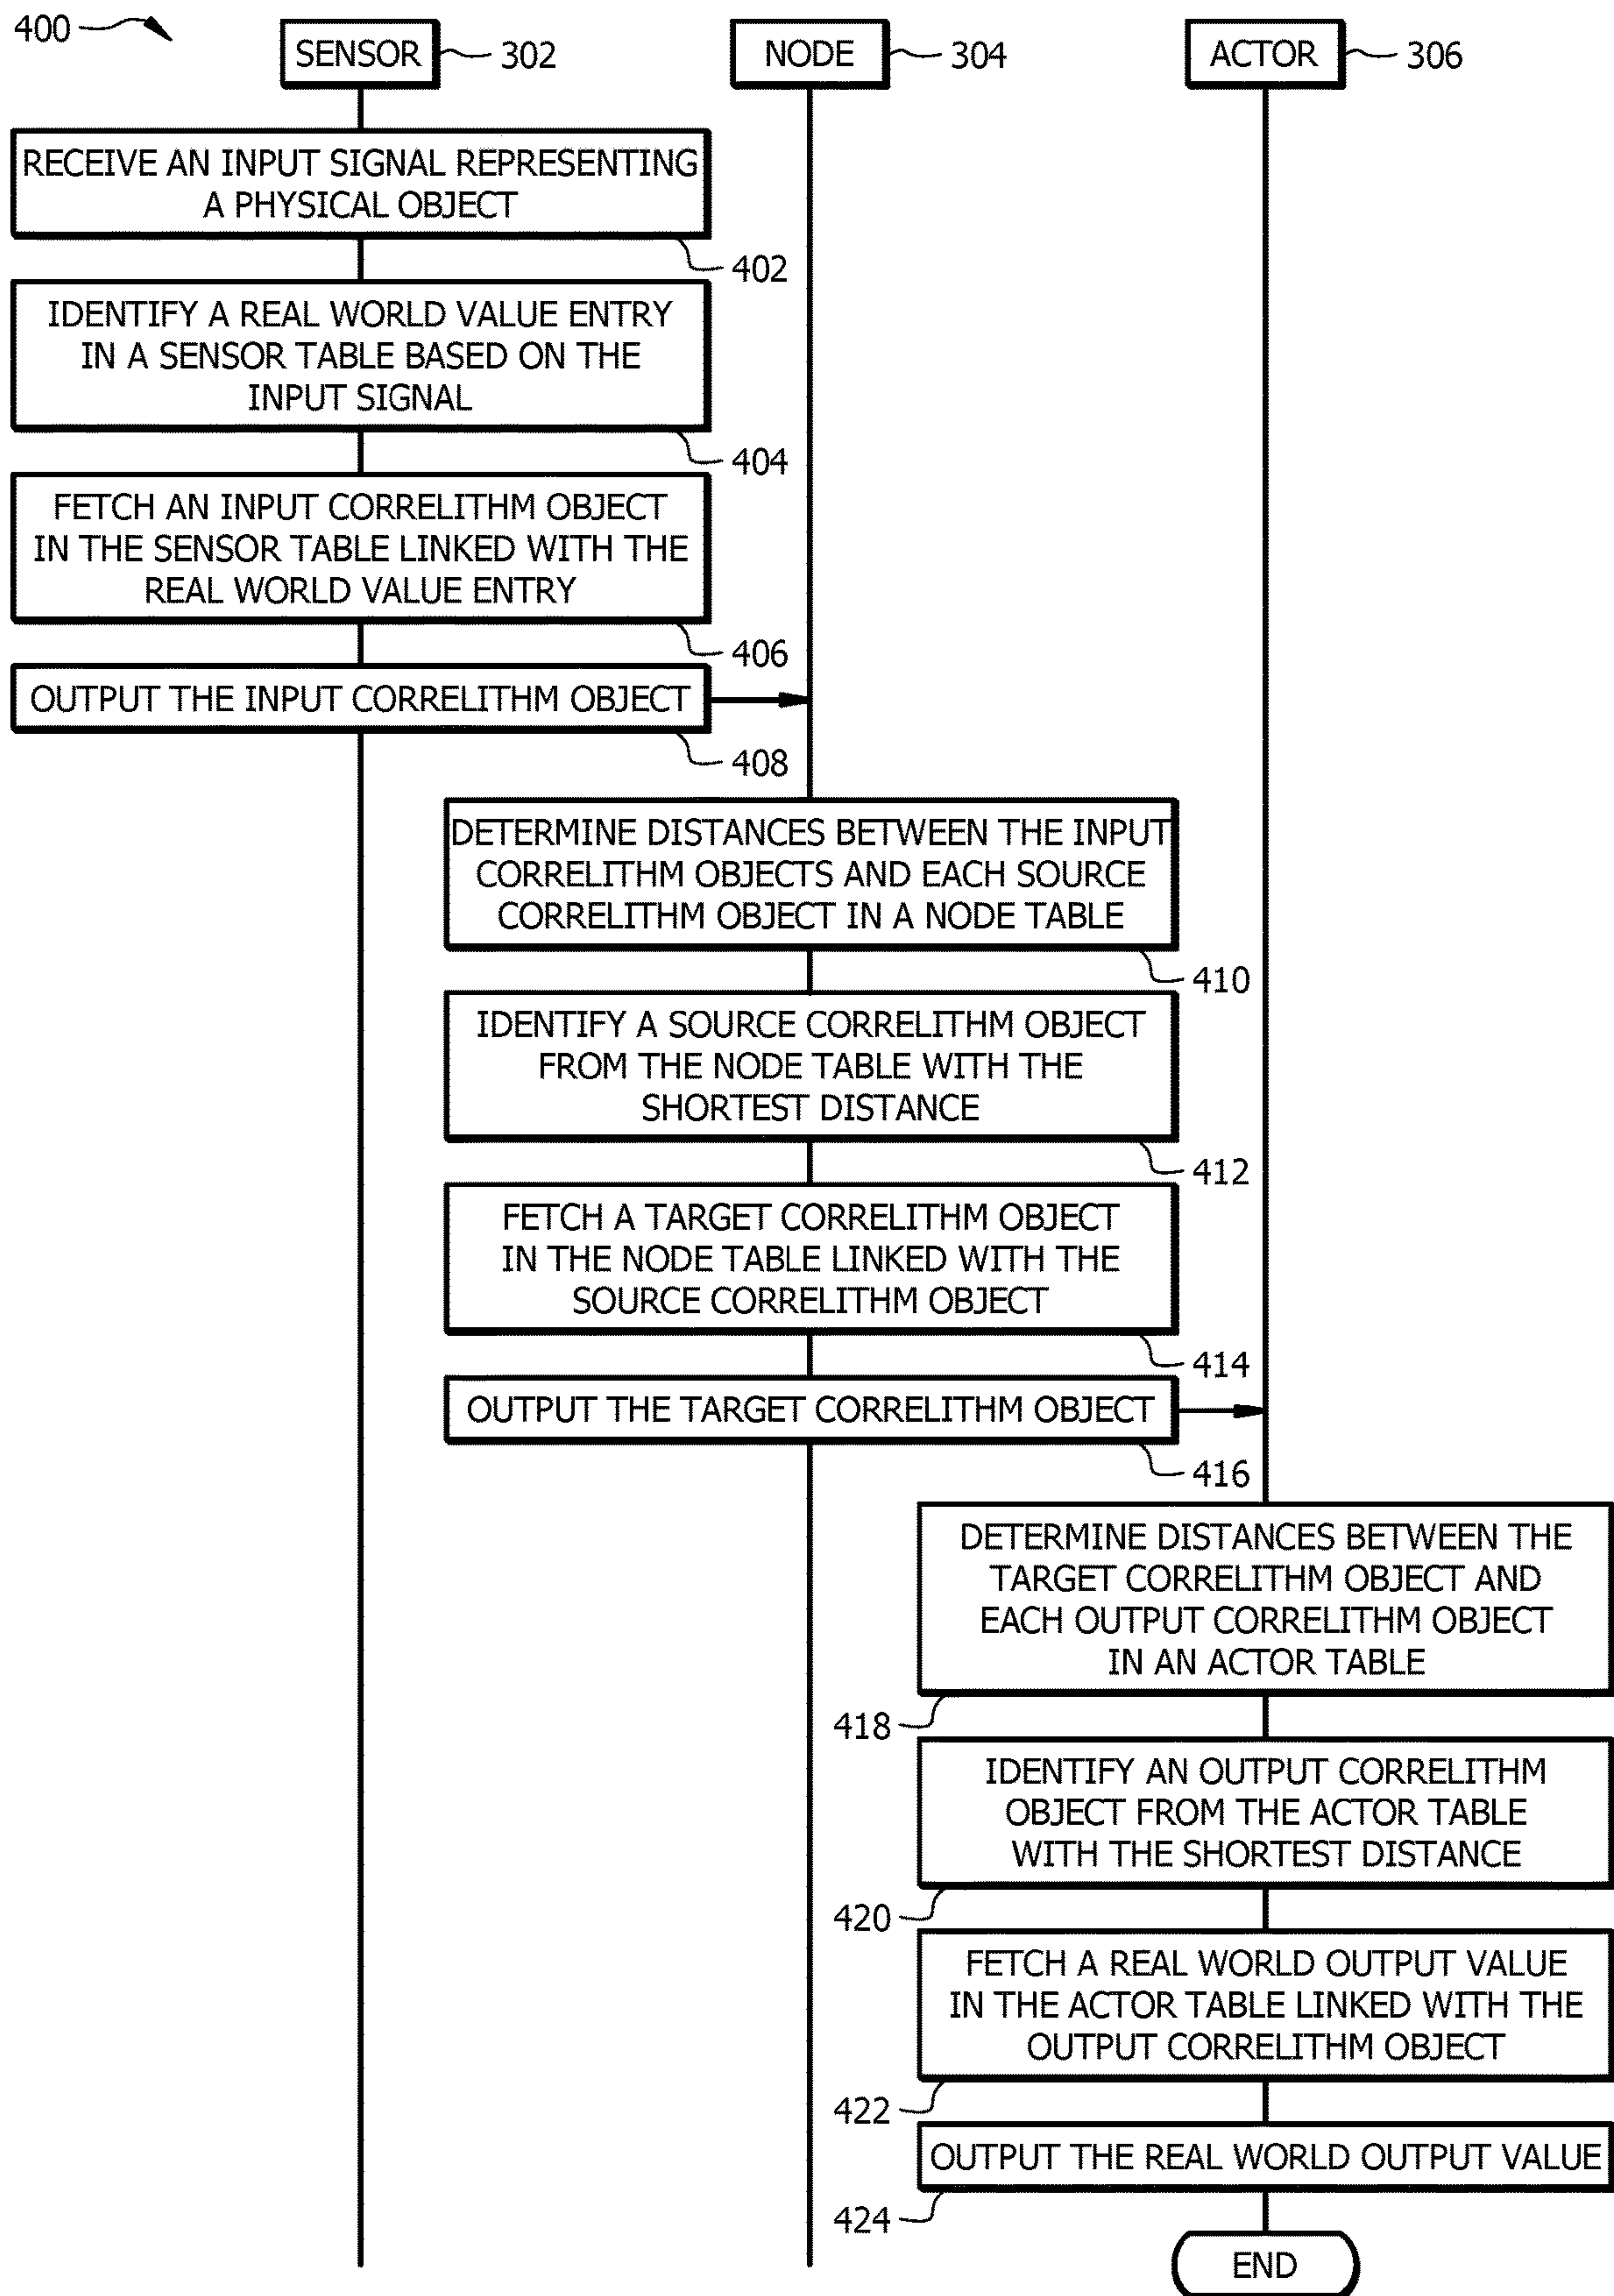 400
SENSOR
302
NODE
304
ACTOR
306
RECEIVE AN INPUT SIGNAL REPRESENTING
A PHYSICAL OBJECT
402
IDENTIFY A REAL WORLD VALUE ENTRY
IN A SENSOR TABLE BASED ON THE
INPUT SIGNAL
404
FETCH AN INPUT CORRELITHM OBJECT
IN THE SENSOR TABLE LINKED WITH THE
REAL WORLD VALUE ENTRY
406
OUTPUT THE INPUT CORRELITHM OBJECT
408
DETERMINE DISTANCES BETWEEN THE INPUT
CORRELITHM OBJECTS AND EACH SOURCE
CORRELITHM OBJECT IN A NODE TABLE
410
IDENTIFY A SOURCE CORRELITHM OBJECT
FROM THE NODE TABLE WITH THE
SHORTEST DISTANCE
412
FETCH A TARGET CORRELITHM OBJECT
IN THE NODE TABLE LINKED WITH THE
SOURCE CORRELITHM OBJECT
414
OUTPUT THE TARGET CORRELITHM OBJECT
416
DETERMINE DISTANCES BETWEEN THE
TARGET CORRELITHM OBJECT AND
EACH OUTPUT CORRELITHM OBJECT
IN AN ACTOR TABLE
418
IDENTIFY AN OUTPUT CORRELITHM
OBJECT FROM THE ACTOR TABLE
WITH THE SHORTEST DISTANCE
420
FETCH A REAL WORLD OUTPUT VALUE
IN THE ACTOR TABLE LINKED WITH THE
OUTPUT CORRELITHM OBJECT
422
OUTPUT THE REAL WORLD OUTPUT VALUE
424
END